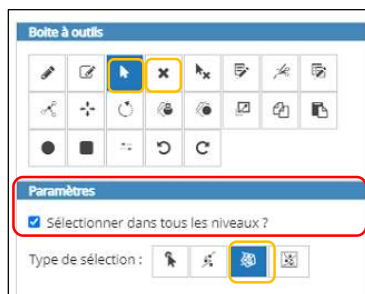 Boite à outils
Paramètres
Sélectionner dans tous les niveaux ?
Type de sélection :